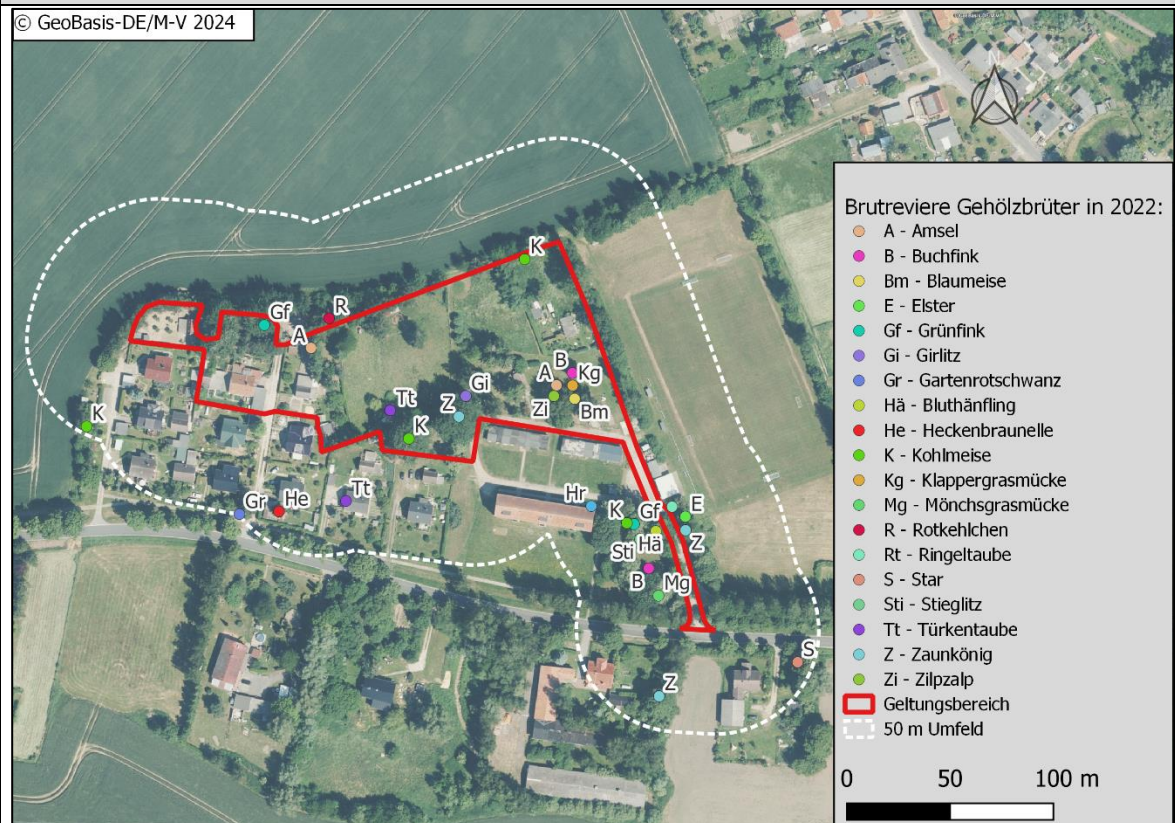 © GeoBasis-DE/M-V 2024
K
Gf
R
A
B
Kg
A
Gi
Zi
Bm
Tt
Z
K
K
Tt
Gr
He
Hr
K
Gf
E
Sti
Hä
Z
B
Mg
S
Z
Brutreviere Gehölzbrüter in 2022:
A - Amsel
B - Buchfink
Bm - Blaumeise
E - Elster
Gf - Grünfink
Gi - Girlitz
Gr - Gartenrotschwanz
Hä - Bluthänfling
He - Heckenbraunelle
K - Kohlmeise
Kg - Klappergrasmücke
Mg - Mönchsgrasmücke
R - Rotkehlchen
Rt - Ringeltaube
S - Star
Sti - Stieglitz
Tt - Türkentaube
Z - Zaunkönig
Zi - Zilpzalp
Geltungsbereich
50 m Umfeld
0 50 100 m